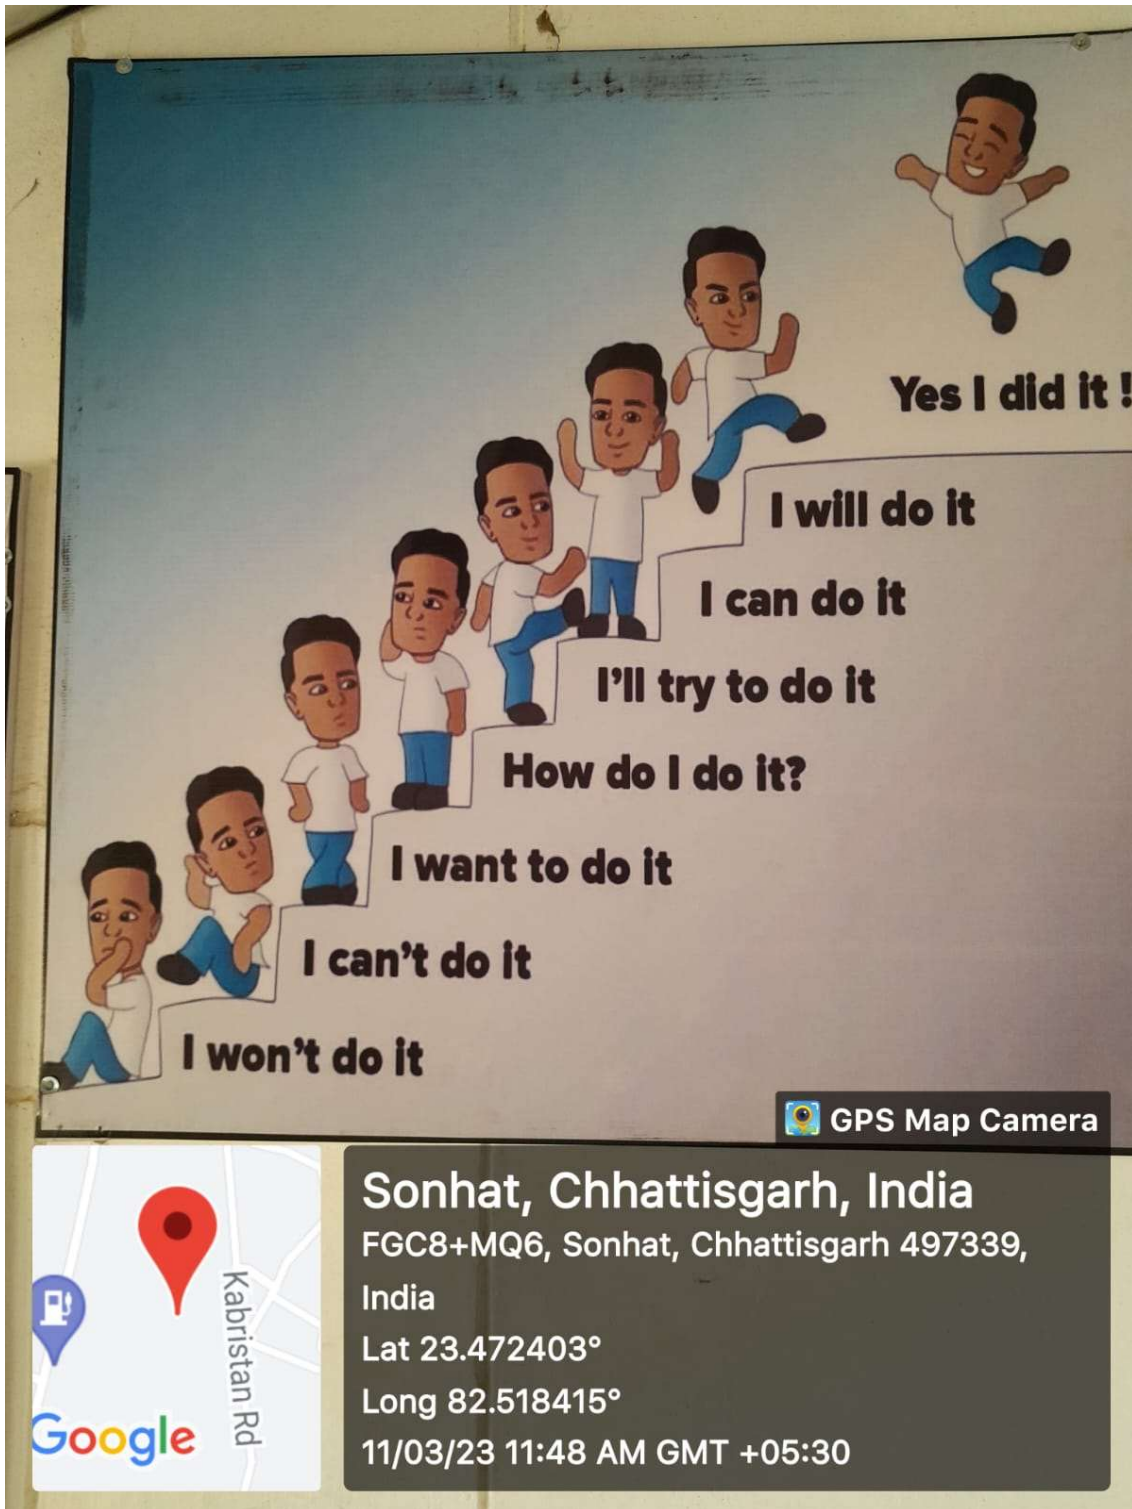 Yes I did it !
I will do it
I can do it
I'll try to do it
How do I do it?
I want to do it
I can't do it
I won't do it
GPS Map Camera
Sonhat, Chhattisgarh, India
FGC8+MQ6, Sonhat, Chhattisgarh 497339,
India
Lat 23.472403°
Long 82.518415°
11/03/23 11:48 AM GMT +05:30
Kabristan Rd
Google